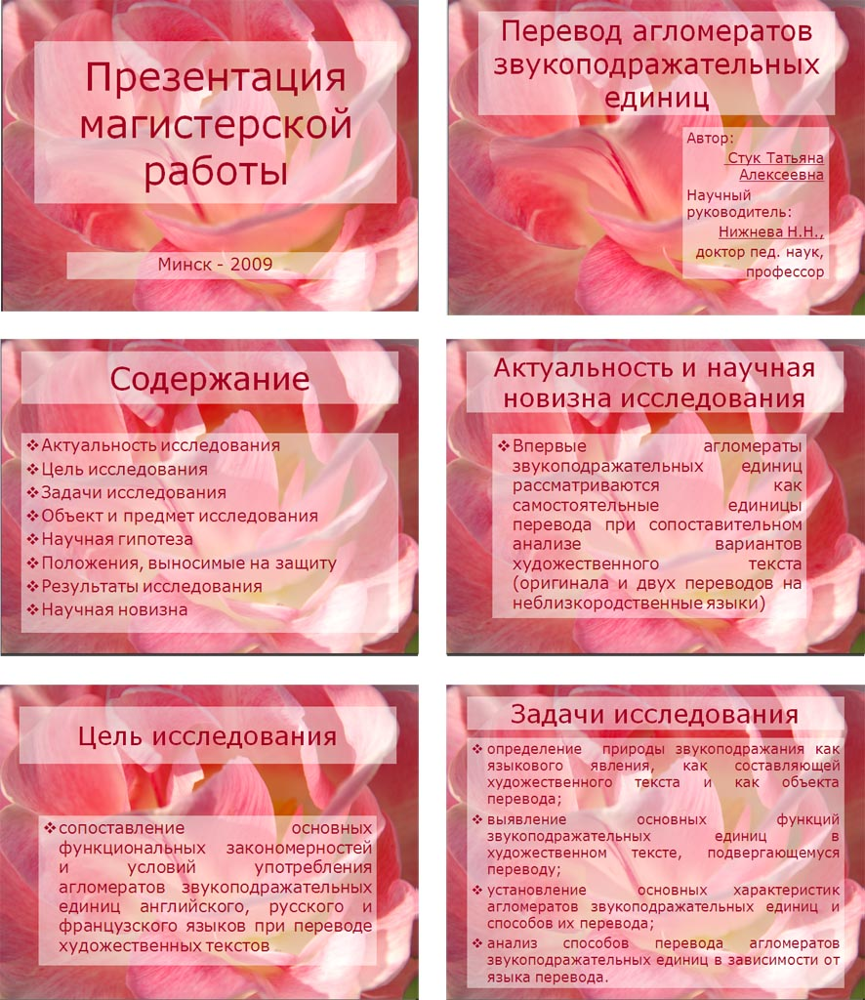 Презентация
магистерской
работы
Минск - 2009
Перевод агломератов
звукоподражательных
единиц
Автор:
Стук Татьяна
Алексеевна
Научный
руководитель:
Нижнева Н.Н.,
доктор пед. наук,
профессор
Содержание
❖Актуальность исследования
❖Цель исследования
❖Задачи исследования
❖Объект и предмет исследования
❖Научная гипотеза
❖Положения, выносимые на защиту
❖Результаты исследования
❖Научная новизна
Актуальность и научная
новизна исследования
❖Впервые агломераты
звукоподражательных единиц
рассматриваются как
самостоятельные единицы
перевода при сопоставительном
анализе вариантов
художественного текста
(оригинала и двух переводов на
неблизкородственные языки)
Цель исследования
❖сопоставление основных
функциональных закономерностей
и условий употребления
агломератов звукоподражательных
единиц английского, русского и
французского языков при переводе
художественных текстов
Задачи исследования
❖ определение природы звукоподражания как
языкового явления, как составляющей
художественного текста и как объекта
перевода;
❖ выявление основных функций
звукоподражательных единиц в
художественном тексте, подвергающемуся
переводу;
❖ установление основных характеристик
агломератов звукоподражательных единиц и
способов их перевода;
❖ анализ способов перевода агломератов
звукоподражательных единиц в зависимости от
языка перевода.